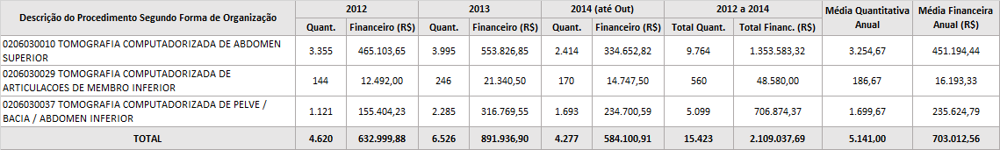 Descrição do Procedimento Segundo Forma de Organização 2012 2013 2014 (até Out) 2012 a 2014 Média Quantitativa Anual Média Financeira Anual (R$)
Quant. Financeiro (R$) Quant. Financeiro (R$) Quant. Financeiro (R$) Total Quant. Total Financ. (R$)
0206030010 TOMOGRAFIA COMPUTADORIZADA DE ABDOMEN
SUPERIOR 3.355 465.103,65 3.995 553.826,85 2.414 334.652,82 9.764 1.353.583,32 3.254,67 451.194,44
0206030029 TOMOGRAFIA COMPUTADORIZADA DE
ARTICULACOES DE MEMBRO INFERIOR 144 12.492,00 246 21.340,50 170 14.747,50 560 48.580,00 186,67 16.193,33
0206030037 TOMOGRAFIA COMPUTADORIZADA DE PELVE /
BACIA / ABDOMEN INFERIOR 1.121 155.404,23 2.285 316.769,55 1.693 234.700,59 5.099 706.874,37 1.699,67 235.624,79
TOTAL 4.620 632.999,88 6.526 891.936,90 4.277 584.100,91 15.423 2.109.037,69 5.141,00 703.012,56